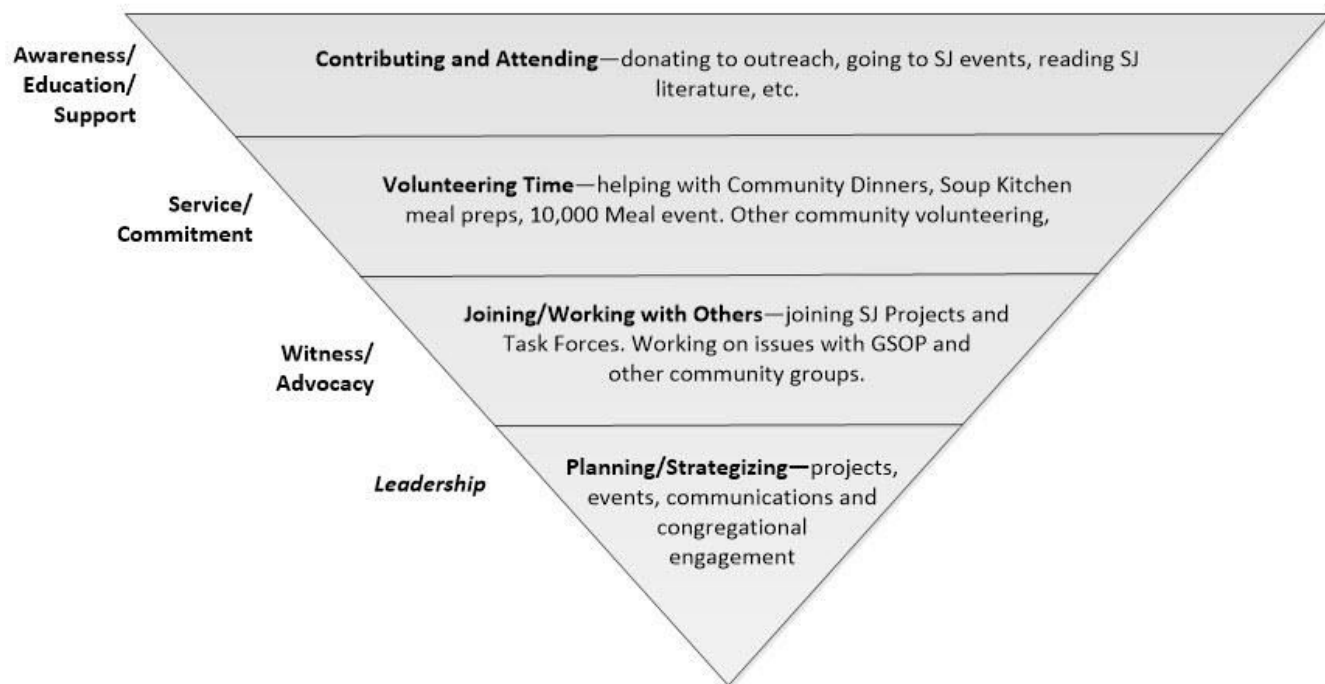 Awareness/
Education/
Support
Contributing and Attending—donating to outreach, going to SJ events, reading SJ
literature, etc.
Service/
Commitment
Volunteering Time—helping with Community Dinners, Soup Kitchen
meal preps, 10,000 Meal event. Other community volunteering,
Witness/
Advocacy
Joining/Working with Others—joining SJ Projects and
Task Forces. Working on issues with GSOP and
other community groups.
Leadership
Planning/Strategizing—projects,
events, communications and
congregational
engagement